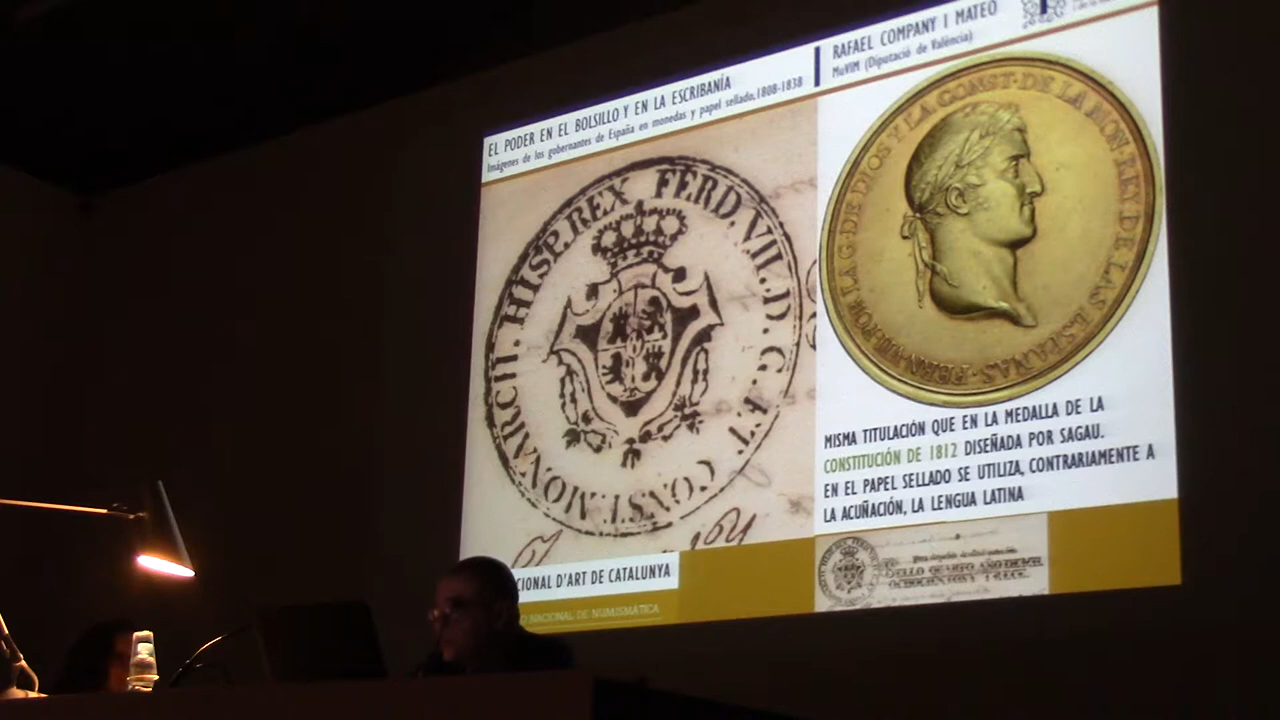 EL PODER EN EL BOLSILLO Y EN LA ESCRIBANÍA
Imágenes de los gobernantes de España en monedas y papel sellado, 1808-1838
RAFAEL COMPANY I MATEO
MuVIM (Diputació de València)
FERD. VII. D. G. ET CONST. MONARCH. HISP. REX
FERN. VII POR LA G. DE DIOS Y LA CONST. DE LA MON. REY DE LAS ESPAÑAS
MISMA TITULACIÓN QUE EN LA MEDALLA DE LA
CONSTITUCIÓN DE 1812 DISEÑADA POR SAGAU.
EN EL PAPEL SELLADO SE UTILIZA, CONTRARIAMENTE A
LA ACUÑACIÓN, LA LENGUA LATINA
D'ART DE CATALUNYA
NACIONAL DE NUMISMÀTICA